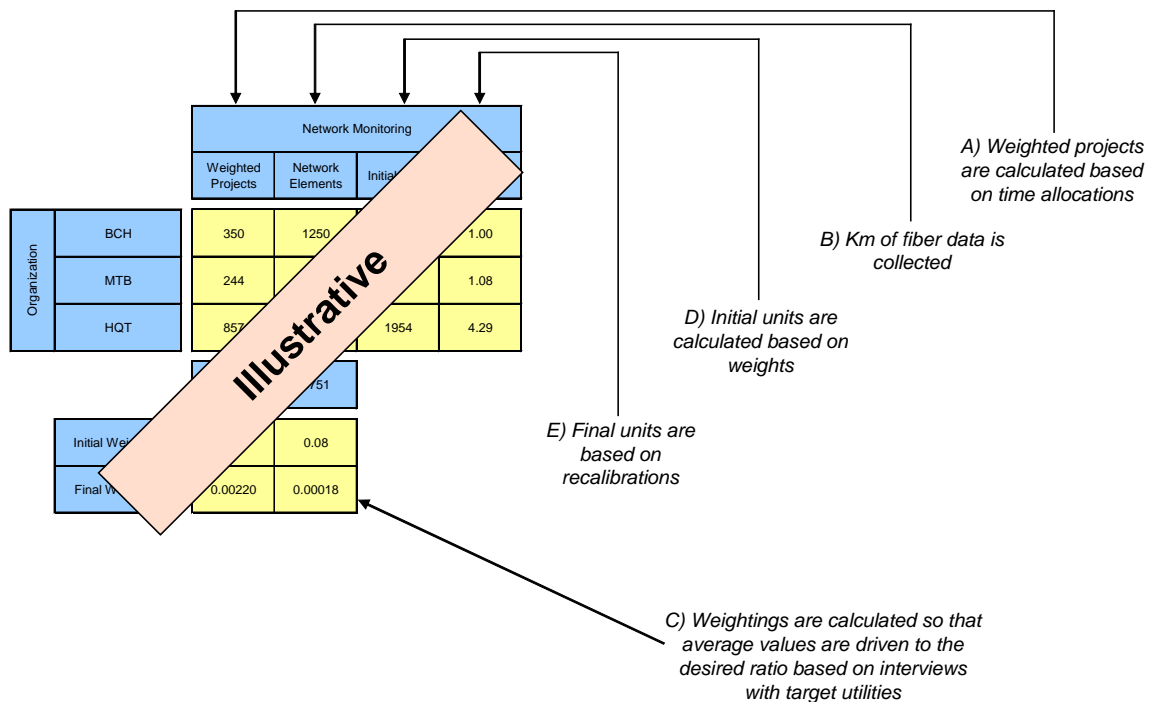 Network Monitoring
Weighted
Projects
Network
Elements
Organization
BCH
350
1250
1.00
MTB
244
1.08
HQT
1954
4.29
0.08
0.00220
0.00018
Illustrative
A) Weighted projects
are calculated based
on time allocations
B) Km of fiber data is
collected
D) Initial units are
calculated based on
weights
E) Final units are
based on
recalibrations
C) Weightings are calculated so that
average values are driven to the
desired ratio based on interviews
with target utilities
Initial
Initial
Final